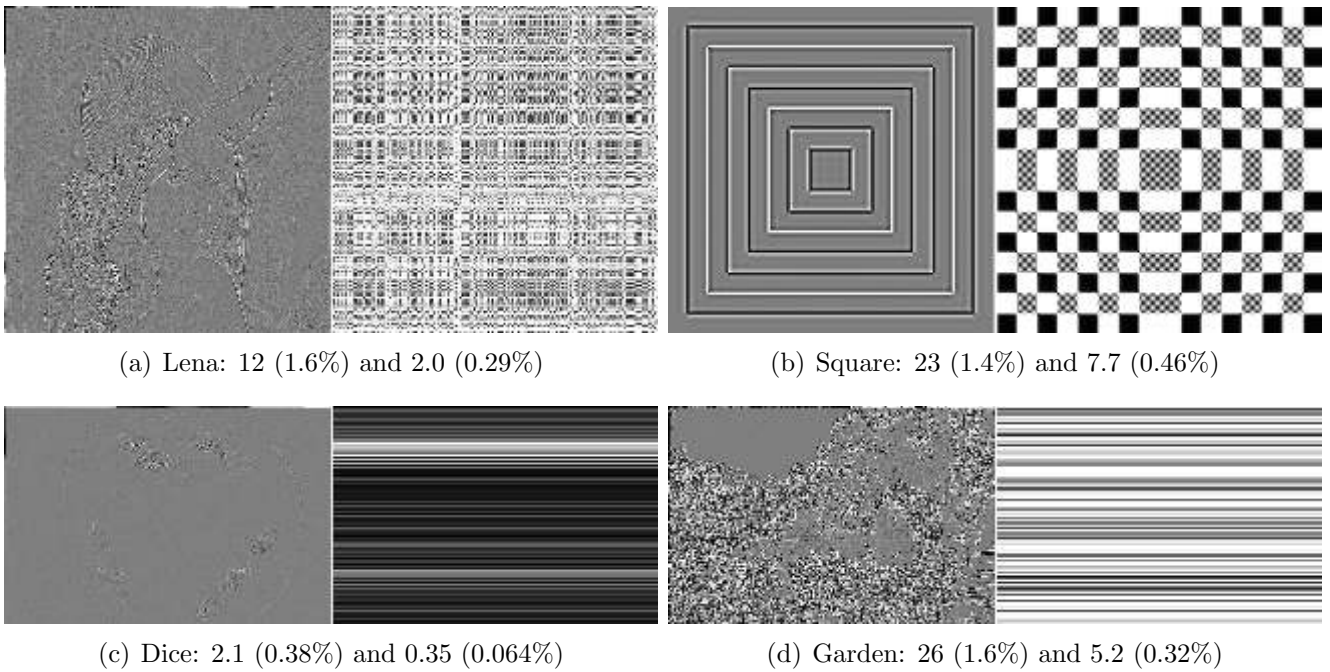 (a) Lena: 12 (1.6%) and 2.0 (0.29%)
(b) Square: 23 (1.4%) and 7.7 (0.46%)
(c) Dice: 2.1 (0.38%) and 0.35 (0.064%)
(d) Garden: 26 (1.6%) and 5.2 (0.32%)